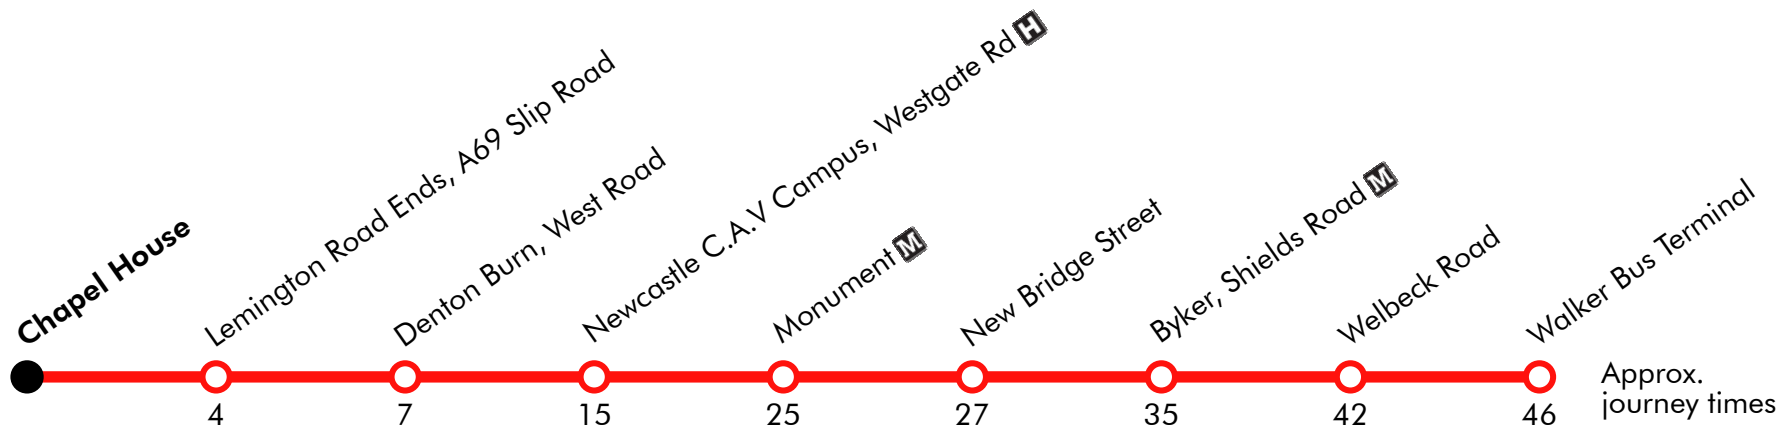 Chapel House
Lemington Road Ends, A69 Slip Road
Denton Burn, West Road
Newcastle C.A.V Campus, Westgate Rd H
Monument M
New Bridge Street
Byker, Shields Road M
Welbeck Road
Walker Bus Terminal
4 7 15 25 27 35 42 46
Approx.
journey times